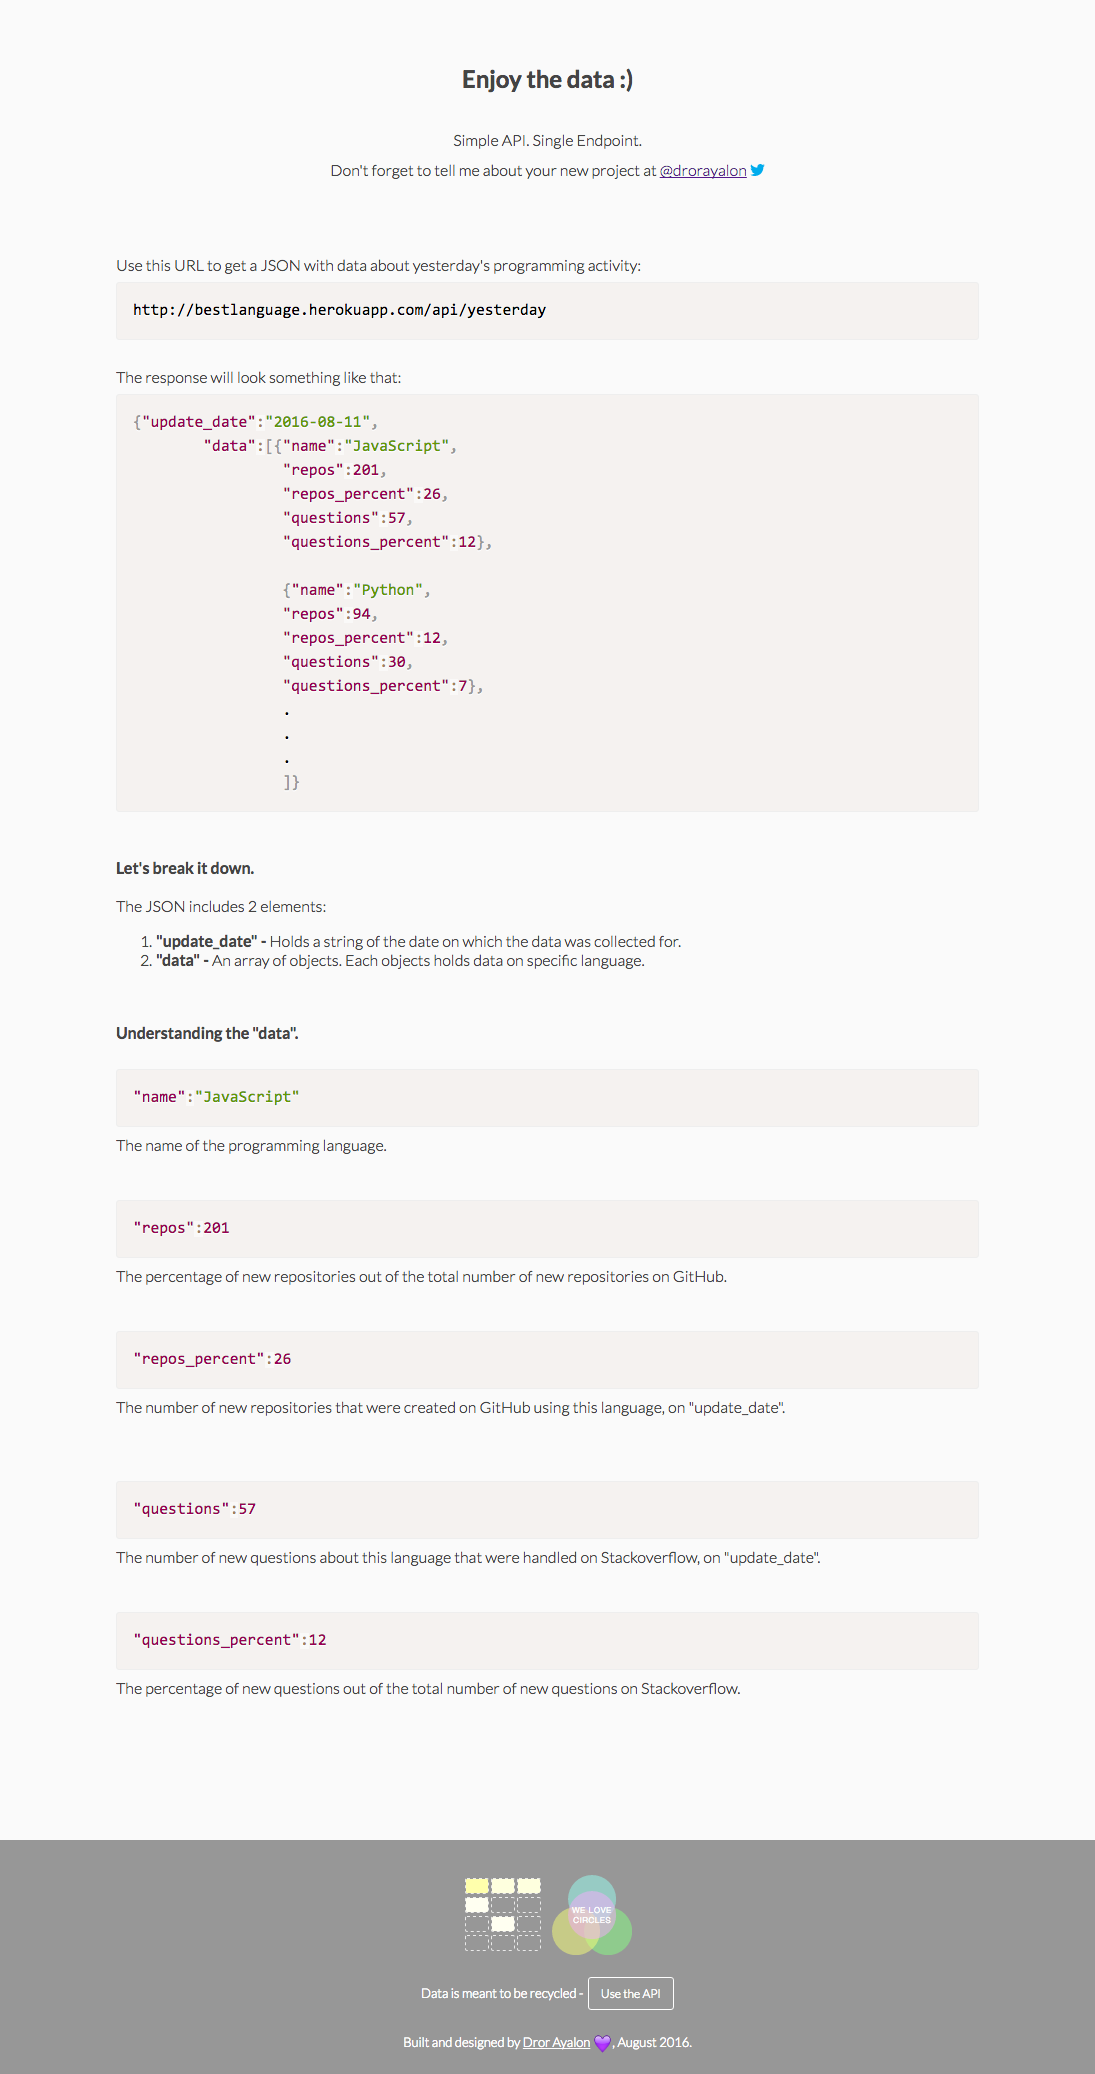 Enjoy the data :)
Simple API. Single Endpoint.
Don't forget to tell me about your new project at @drorayalon
Use this URL to get a JSON with data about yesterday's programming activity:
http://bestlanguage.herokuapp.com/api/yesterday
The response will look something like that:
{"update_date":"2016-08-11",
"data":[{"name":"JavaScript",
"repos":201,
"repos_percent":26,
"questions":57,
"questions_percent":12},
{"name":"Python",
"repos":94,
"repos_percent":12,
"questions":30,
"questions_percent":7},
.
.
.
]}
Let's break it down.
The JSON includes 2 elements:
1. "update_date" - Holds a string of the date on which the data was collected for.
2. "data" - An array of objects. Each objects holds data on specific language.
Understanding the "data".
"name":"JavaScript"
The name of the programming language.
"repos":201
The percentage of new repositories out of the total number of new repositories on GitHub.
"repos_percent":26
The number of new repositories that were created on GitHub using this language, on "update_date".
"questions":57
The number of new questions about this language that were handled on Stackoverflow, on "update_date".
"questions_percent":12
The percentage of new questions out of the total number of new questions on Stackoverflow.
WE LOVE
CIRCLES
Data is meant to be recycled - Use the API
Built and designed by Dror Ayalon 💜, August 2016.